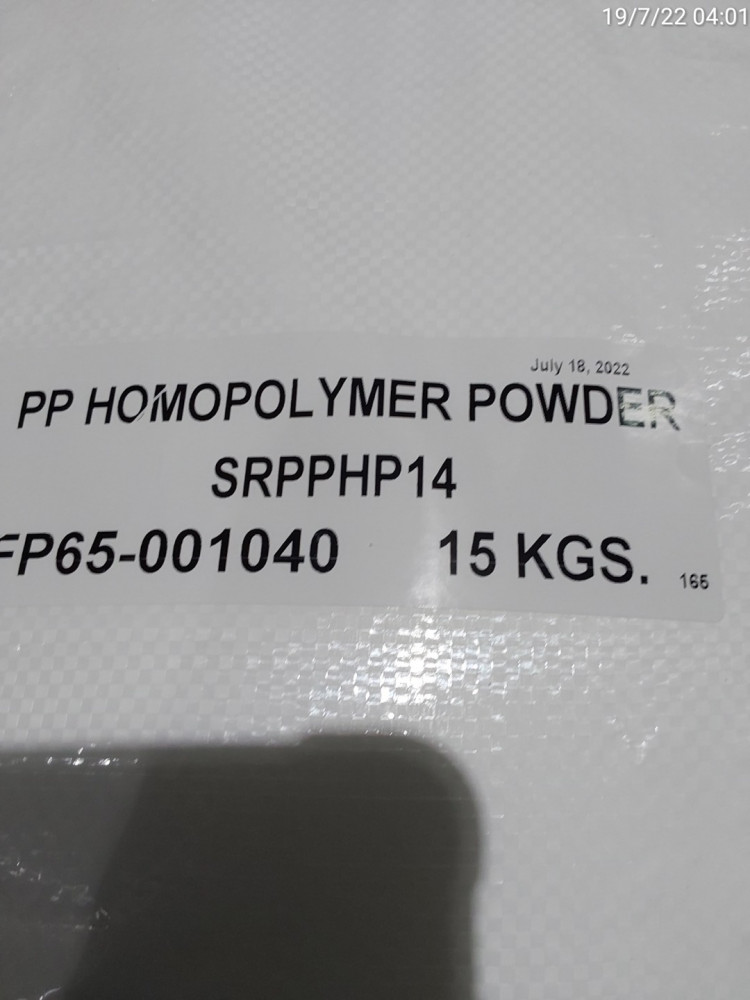 19/7/22 04:01
July 18, 2022
PP HOMOPOLYMER POWDER
SRPPHP14
FP65-001040 15 KGS. 165